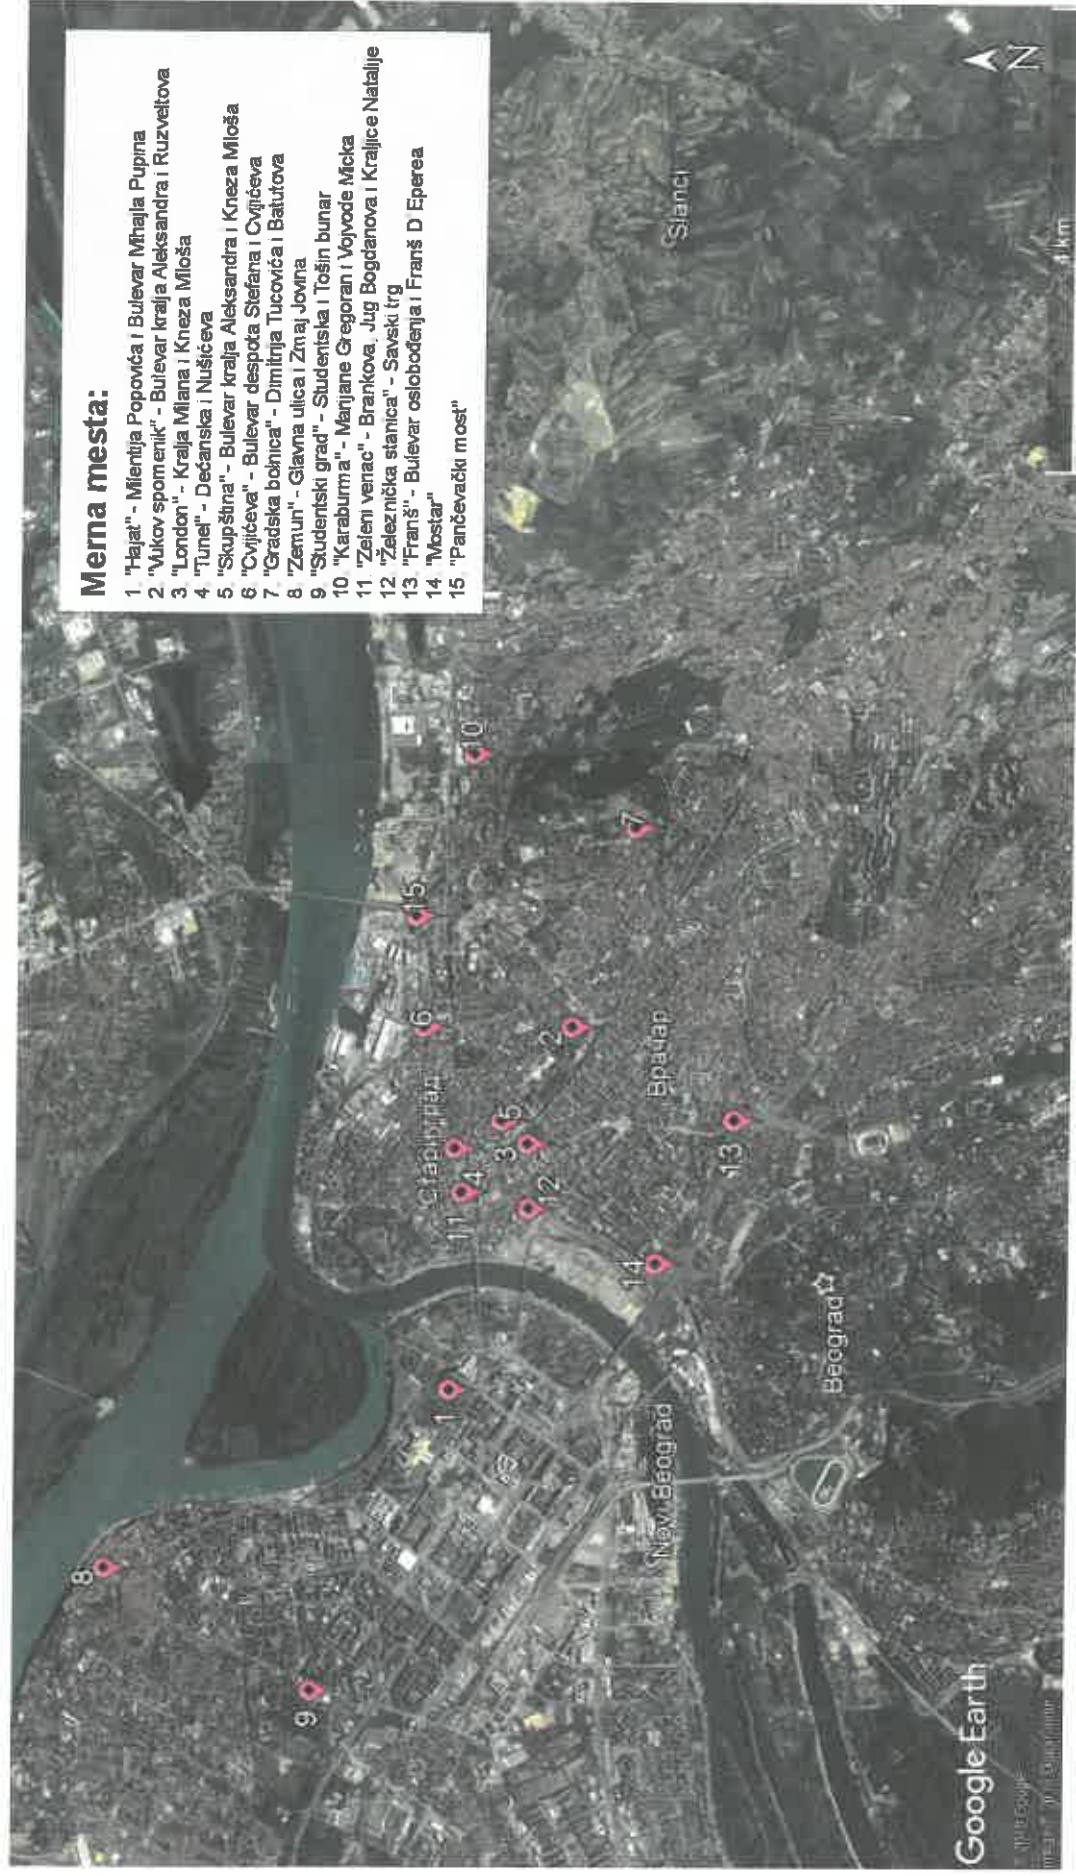 Merna mesta:
1. "Hajat" - Milentija Popovića i Bulevar Mihajla Pupina
2. "Vukov spomenik" - Bulevar kralja Aleksandra i Ruzveltova
3. "London" - Kralja Milana i Kneza Miloša
4. "Tunel" - Dečanska i Nušićeva
5. "Skupština" - Bulevar kralja Aleksandra i Kneza Miloša
6. "Cvijićeva" - Bulevar despota Stefana i Cvijićeva
7. "Gradska bolnica" - Dimitrija Tucovića i Batutova
8. "Zemun" - Glavna ulica i Zmaj Jovina
9. "Studentski grad" - Studentska i Tošin bunar
10. "Karaburma" - Marijane Gregoran i Vojvode Micka
11. "Zeleni venac" - Brankova, Jug Bogdanova i Kraljice Natalije
12. "Železnička stanica" - Savski trg
13. "Franš" - Bulevar oslobođenja i Franš D`Eperea
14. "Mostar"
15. "Pančevački most"
8
9
1
Стари град
6
15
10
11
4
5
3
12
2
7
14
13
Врачар
Novi Beograd
Beograd
Slanci
N
Google Earth
4 km